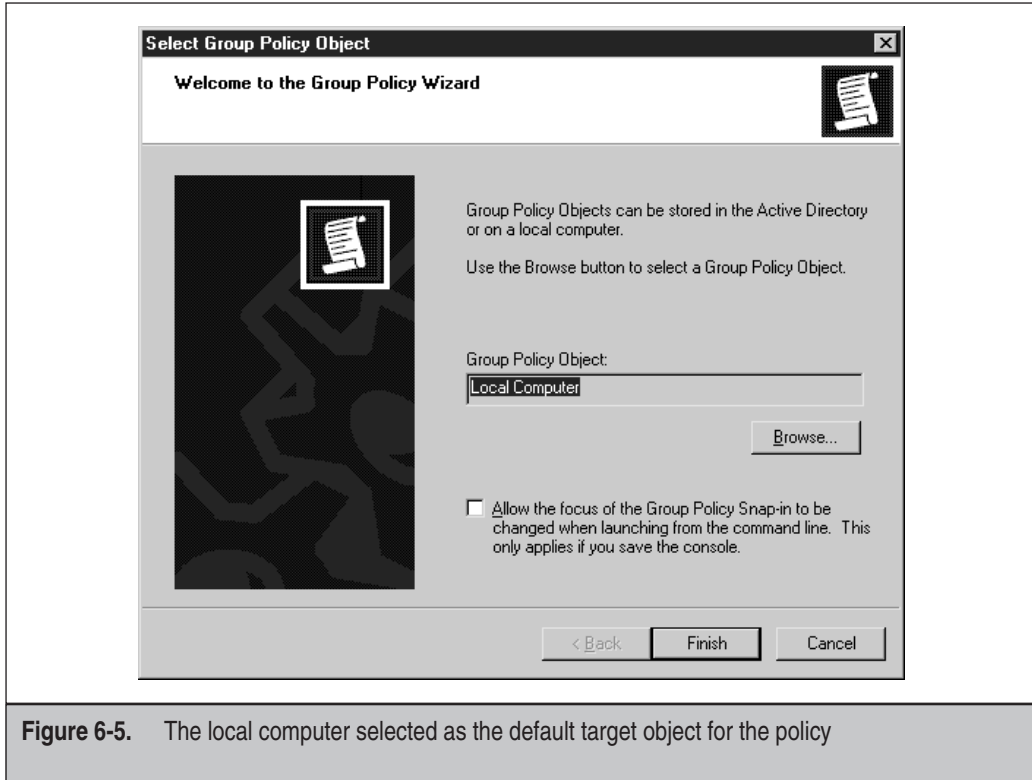 Select Group Policy Object
Welcome to the Group Policy Wizard
Group Policy Objects can be stored in the Active Directory
or on a local computer.
Use the Browse button to select a Group Policy Object.
Group Policy Object:
Local Computer
Browse...
Allow the focus of the Group Policy Snap-in to be
changed when launching from the command line. This
only applies if you save the console.
< Back
Finish
Cancel
Figure 6-5. The local computer selected as the default target object for the policy